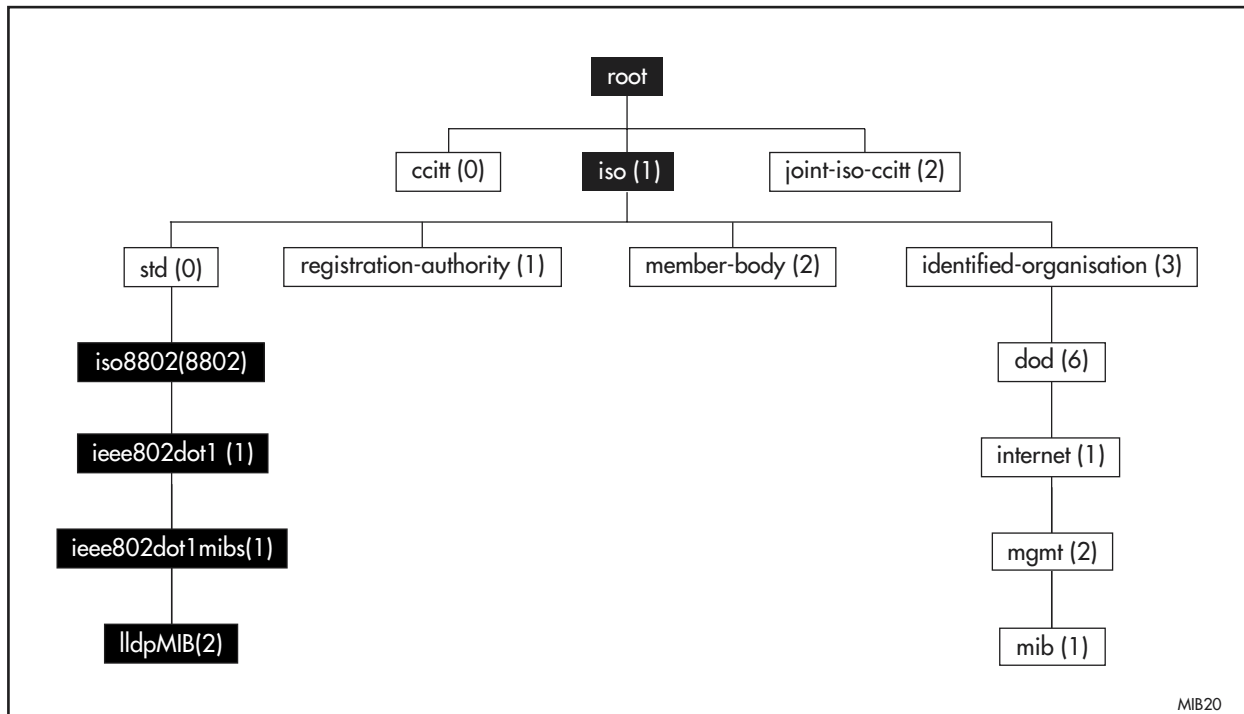 root
ccitt (0)
iso (1)
joint-iso-ccitt (2)
std (0)
registration-authority (1)
member-body (2)
identified-organisation (3)
iso8802(8802)
dod (6)
ieee802dot1 (1)
internet (1)
ieee802dot1mibs(1)
mgmt (2)
lldpMIB(2)
mib (1)
MIB20